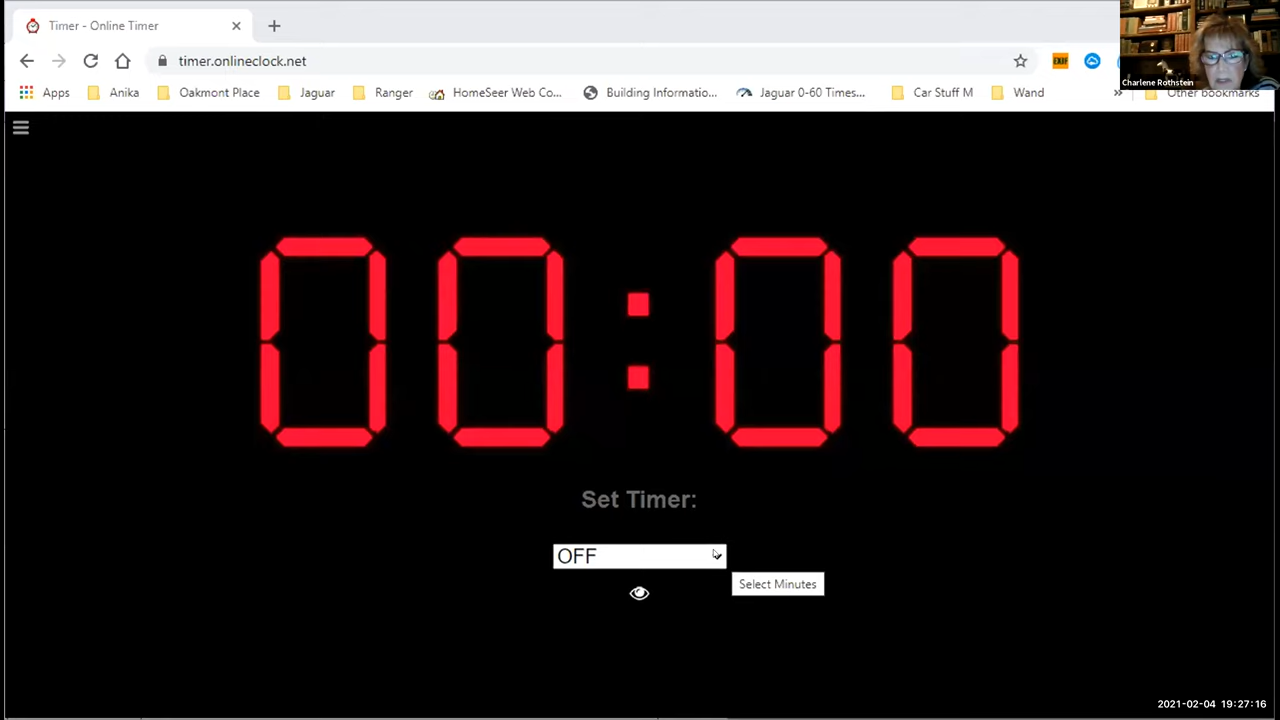 Timer - Online Timer
timer.onlineclock.net
EXIF
Apps Anika Oakmont Place Jaguar Ranger HomeSeer Web Co... Building Informatio... Jaguar 0-60 Times... Car Stuff M Wand » Other bookmarks
Charlene Rothstein
00:00
Set Timer:
OFF
Select Minutes
2021-02-04 19:27:16